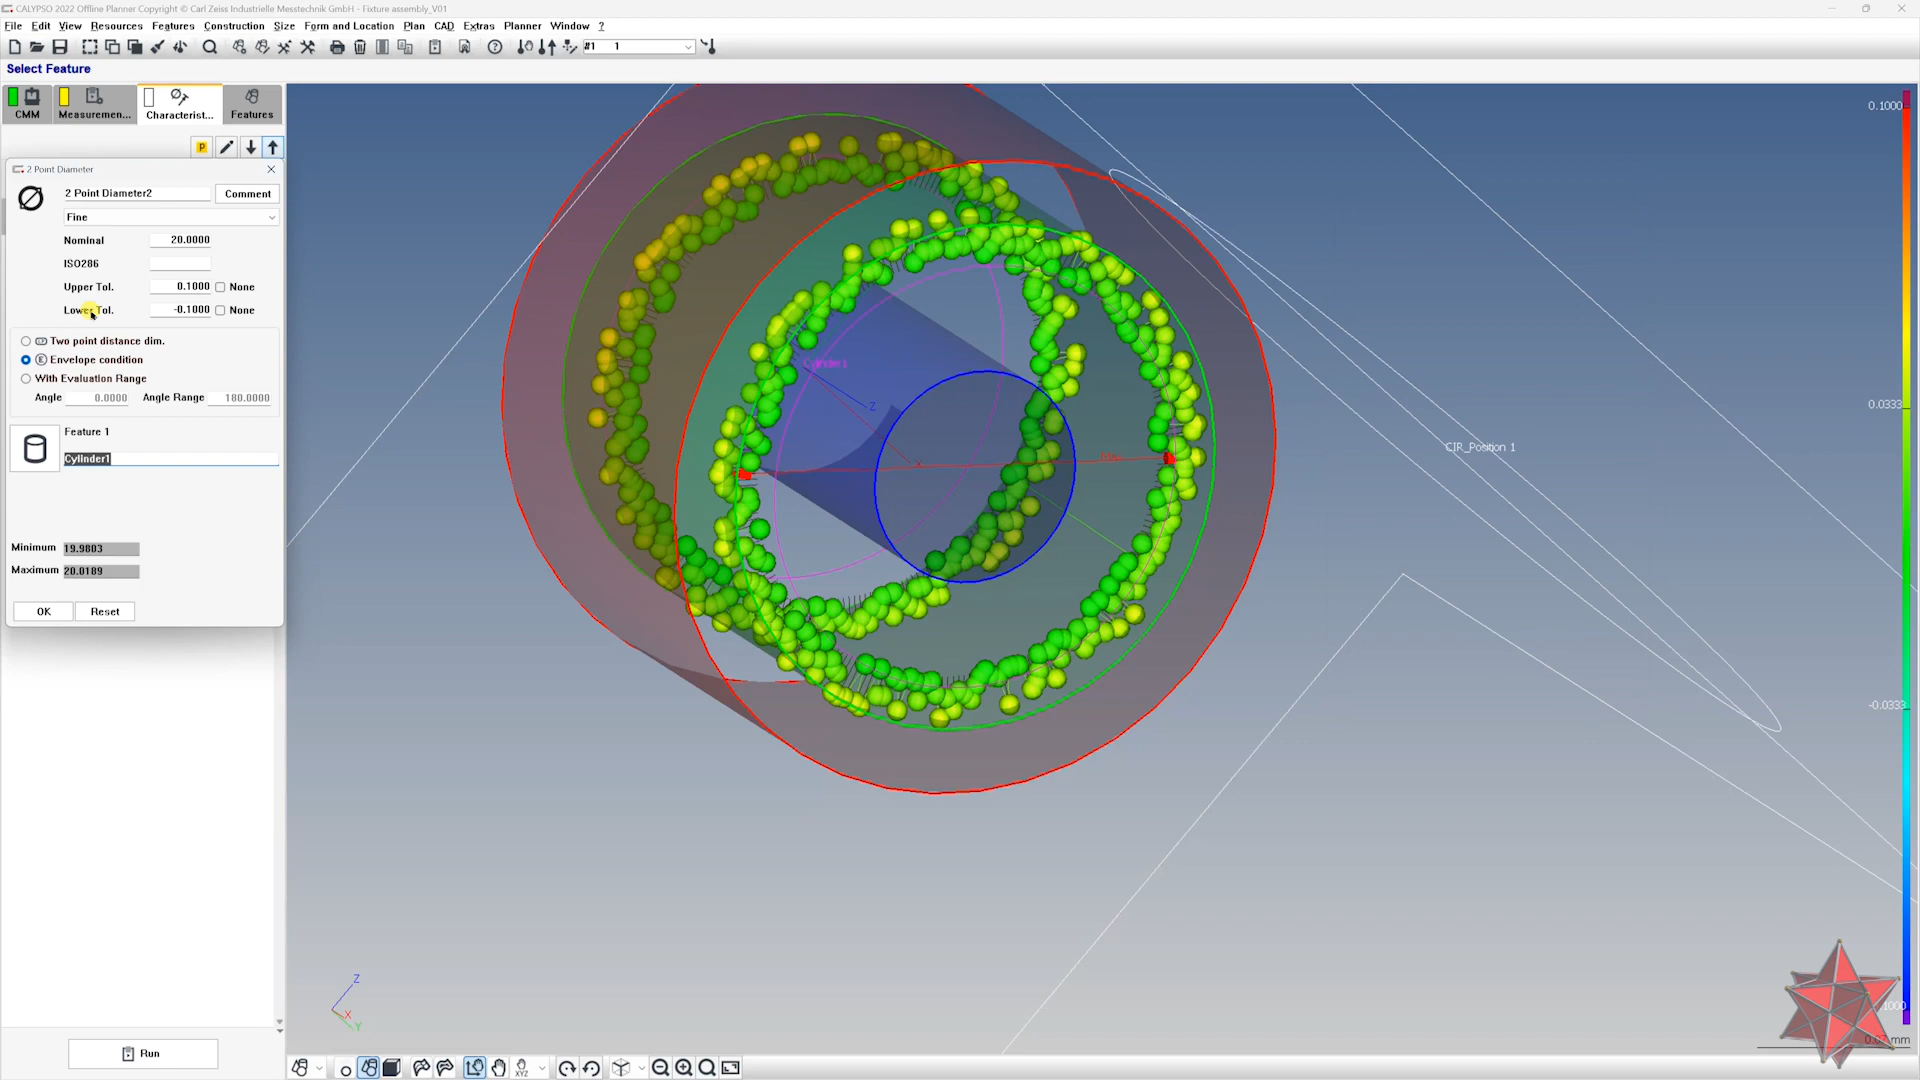 CALYPSO 2022 Offline Planner Copyright © Carl Zeiss Industrielle Messtechnik GmbH - Fixture assembly_V01
File Edit View Resources Features Construction Size Form and Location Plan CAD Extras Planner Window ?
#1 1
Select Feature
CMM Measuremen... Characterist... Features
P
2 Point Diameter
2 Point Diameter2 Comment
Fine
Nominal 20.0000
ISO286
Upper Tol. 0.1000 None
Lower Tol. -0.1000 None
Two point distance dim.
E Envelope condition
With Evaluation Range
Angle 0.0000 Angle Range 180.0000
Feature 1
Cylinder1
Minimum 19.9803
Maximum 20.0189
OK Reset
Run
Cylinder1
Z
X
Max
CIR_Position 1
0.1000
0.0333
-0.0333
Z
X
Y
XYZ
mm